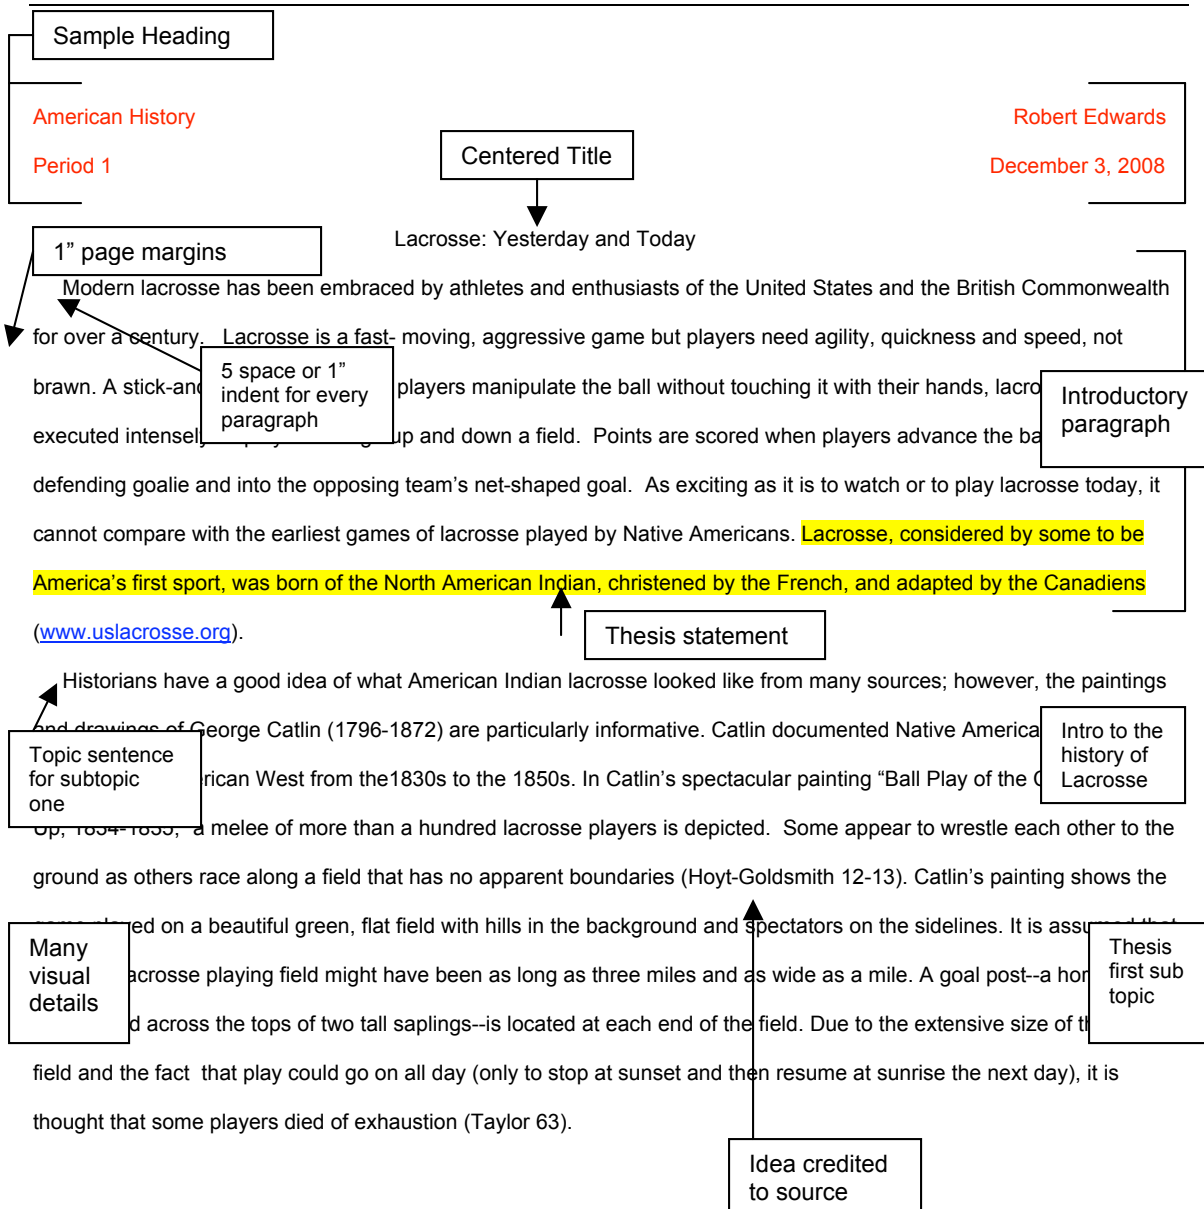 Sample Heading
American History Robert Edwards
Period 1 Centered Title December 3, 2008
Lacrosse: Yesterday and Today
1” page margins
Modern lacrosse has been embraced by athletes and enthusiasts of the United States and the British Commonwealth
for over a century. Lacrosse is a fast- moving, aggressive game but players need agility, quickness and speed, not
5 space or 1”
indent for every
paragraph
brawn. A players manipulate the ball without touching it with their hands,
Introductory
paragraph
executed up and down a field. Points are scored when players advance the
defending goalie and into the opposing team’s net-shaped goal. As exciting as it is to watch or to play lacrosse today, it
cannot compare with the earliest games of lacrosse played by Native Americans. Lacrosse, considered by some to be
America’s first sport, was born of the North American Indian, christened by the French, and adapted by the Canadiens
(www.uslacrosse.org).
Thesis statement
Historians have a good idea of what American Indian lacrosse looked like from many sources; however, the paintings
and drawings of George Catlin (1796-1872) are particularly informative. Catlin documented Native
Topic sentence
for subtopic
one
Intro to the
history of
Lacrosse
West from the1830s to the 1850s. In Catlin’s spectacular painting “Ball Play of the
Up, 1834-1835,” a melee of more than a hundred lacrosse players is depicted. Some appear to wrestle each other to the
ground as others race along a field that has no apparent boundaries (Hoyt-Goldsmith 12-13). Catlin’s painting shows the
on a beautiful green, flat field with hills in the background and spectators on the sidelines. It is assumed that
Many
visual
details
Thesis
first sub
topic
lacrosse playing field might have been as long as three miles and as wide as a mile. A goal post--a
across the tops of two tall saplings--is located at each end of the field. Due to the extensive size of
field and the fact that play could go on all day (only to stop at sunset and then resume at sunrise the next day), it is
thought that some players died of exhaustion (Taylor 63).
Idea credited
to source